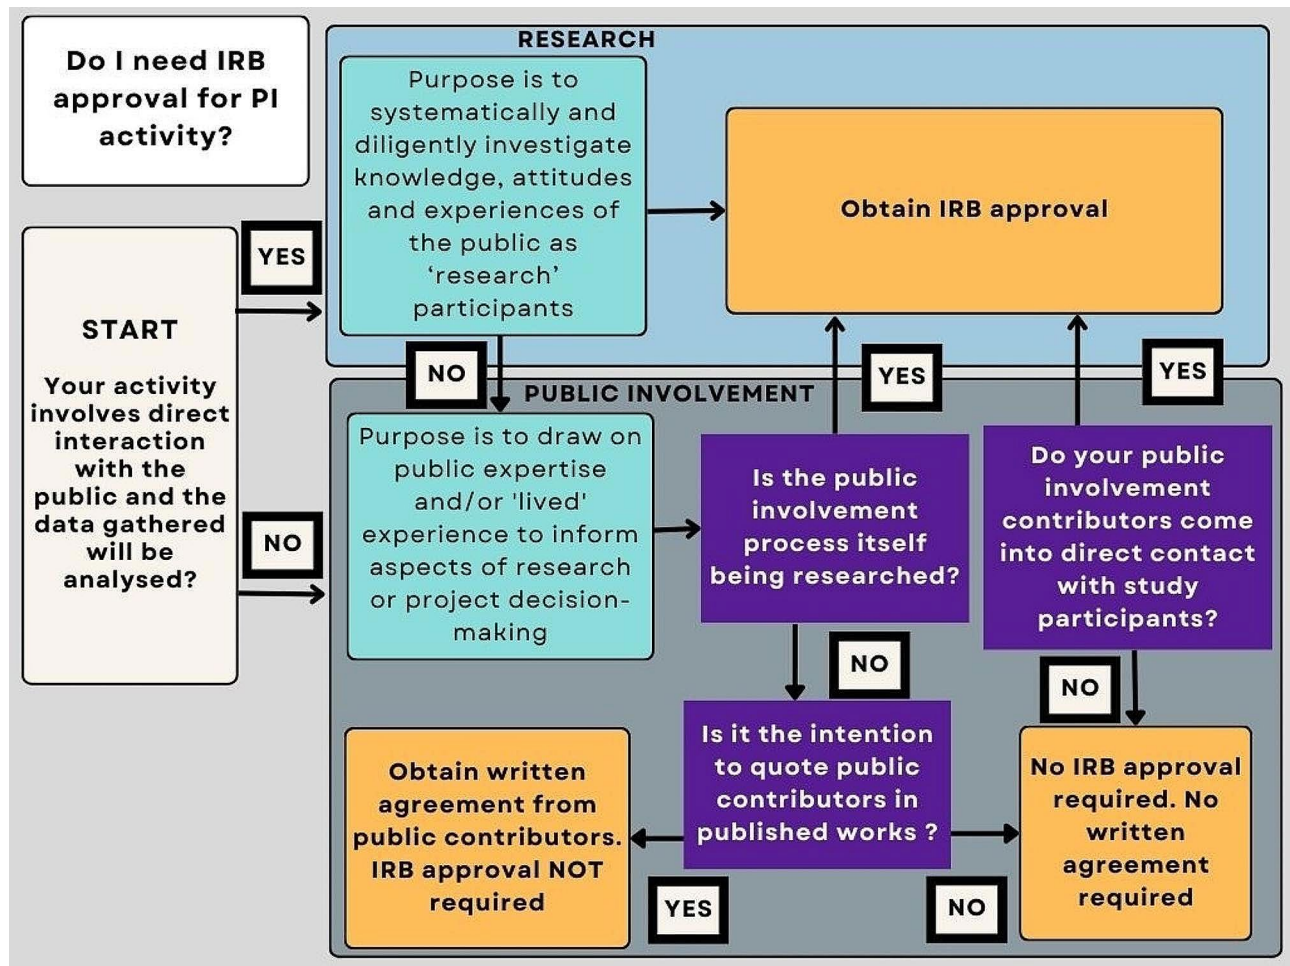 Do I need IRB
approval for PI
activity?
RESEARCH
Purpose is to
systematically and
diligently investigate
knowledge, attitudes
and experiences of
the public as
‘research’
participants
Obtain IRB approval
YES
START
Your activity
involves direct
interaction
with the
public and the
data gathered
will be
analysed?
NO
NO
YES
YES
PUBLIC INVOLVEMENT
Purpose is to draw on
public expertise
and/or 'lived'
experience to inform
aspects of research
or project decision-
making
Is the public
involvement
process itself
being researched?
Do your public
involvement
contributors come
into direct contact
with study
participants?
NO
NO
Obtain written
agreement from
public contributors.
IRB approval NOT
required
Is it the intention
to quote public
contributors in
published works ?
No IRB approval
required. No
written
agreement
required
YES
NO